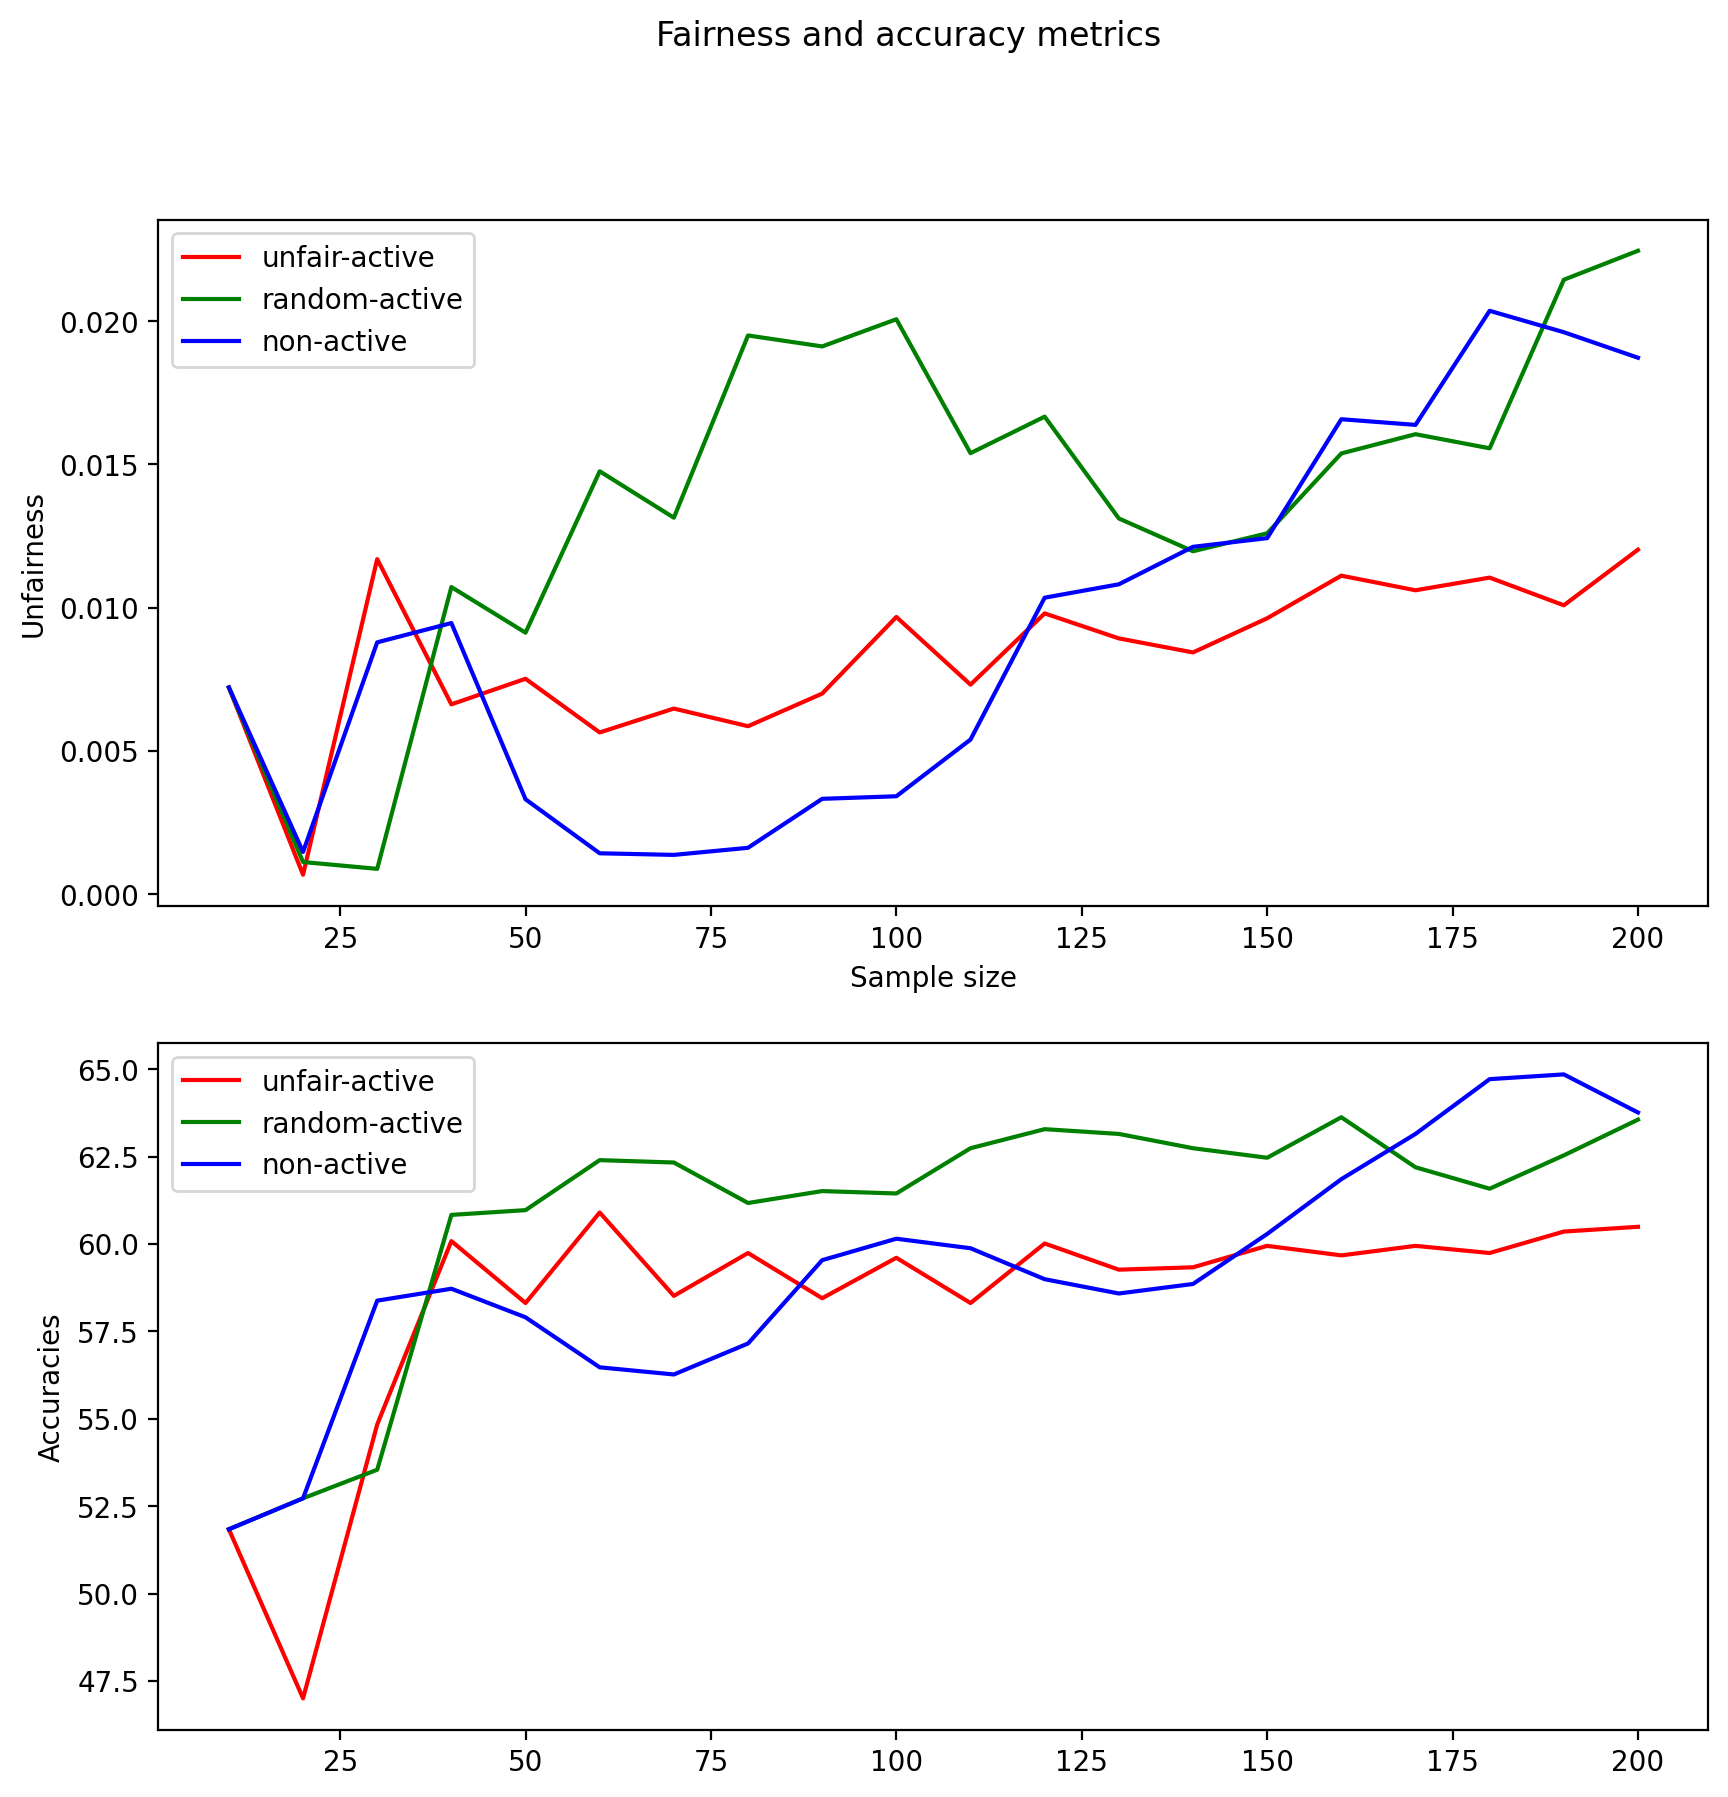 Fairness and accuracy metrics
unfair-active
random-active
non-active
Unfairness
0.020
0.015
0.010
0.005
0.000
25 50 75 100 125 150 175 200
Sample size
unfair-active
random-active
non-active
Accuracies
65.0
62.5
60.0
57.5
55.0
52.5
50.0
47.5
25 50 75 100 125 150 175 200